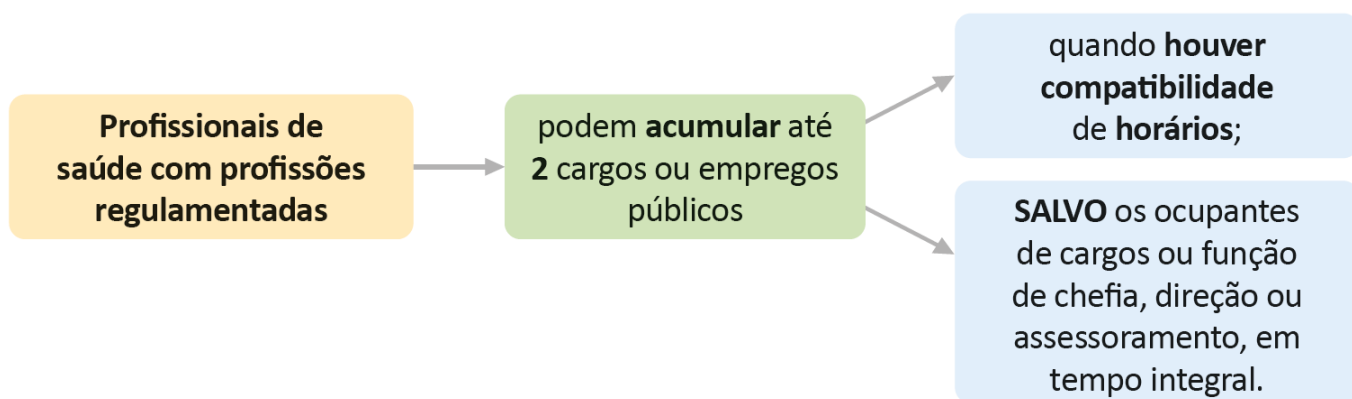 Profissionais de
saúde com profissões
regulamentadas
podem acumular até
2 cargos ou empregos
públicos
quando houver
compatibilidade
de horários;
SALVO os ocupantes
de cargos ou função
de chefia, direção ou
assessoramento, em
tempo integral.